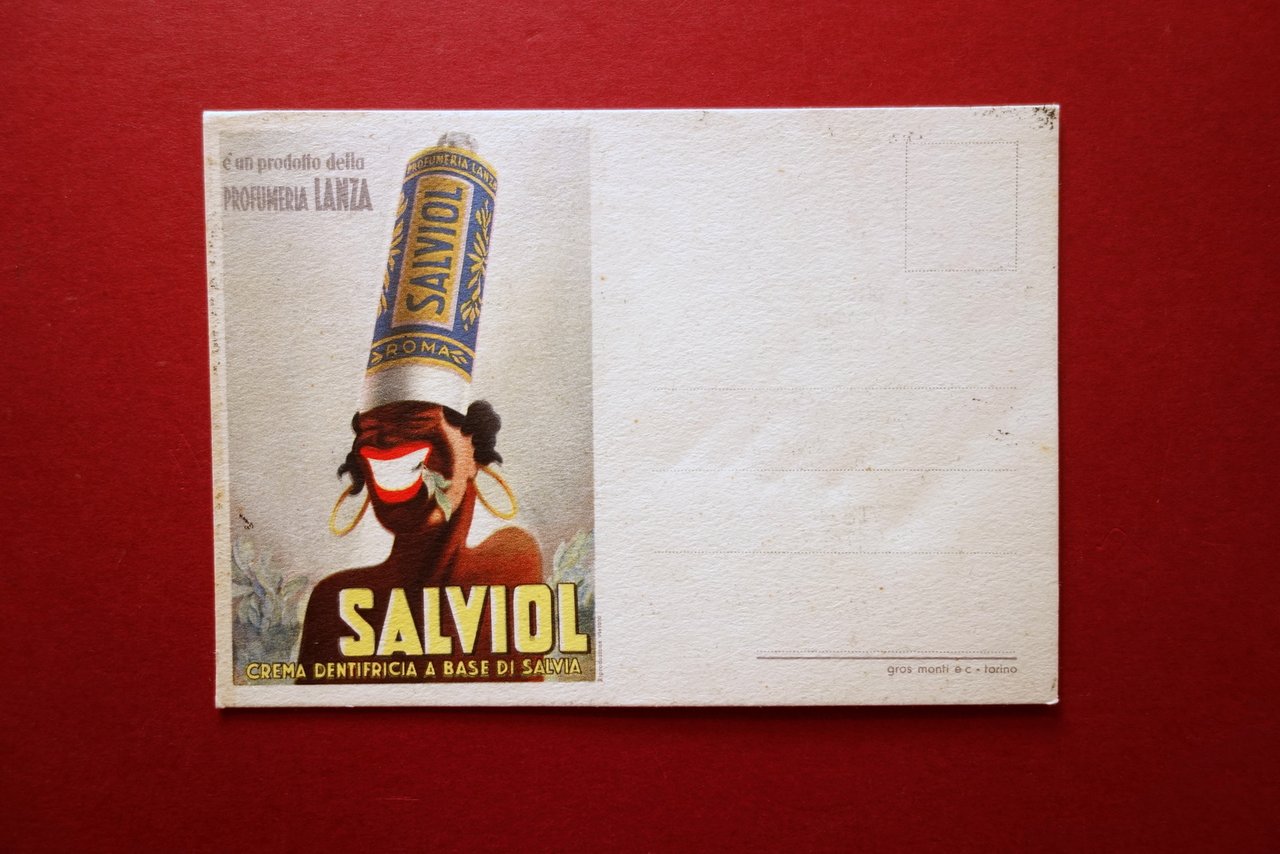 é un prodotto della
PROFUMERIA LANZA
PROFUMERIA LANZA
SALVIOL
ROMA
SALVIOL
CREMA DENTIFRICIA A BASE DI SALVIA
gros monti e c - torino